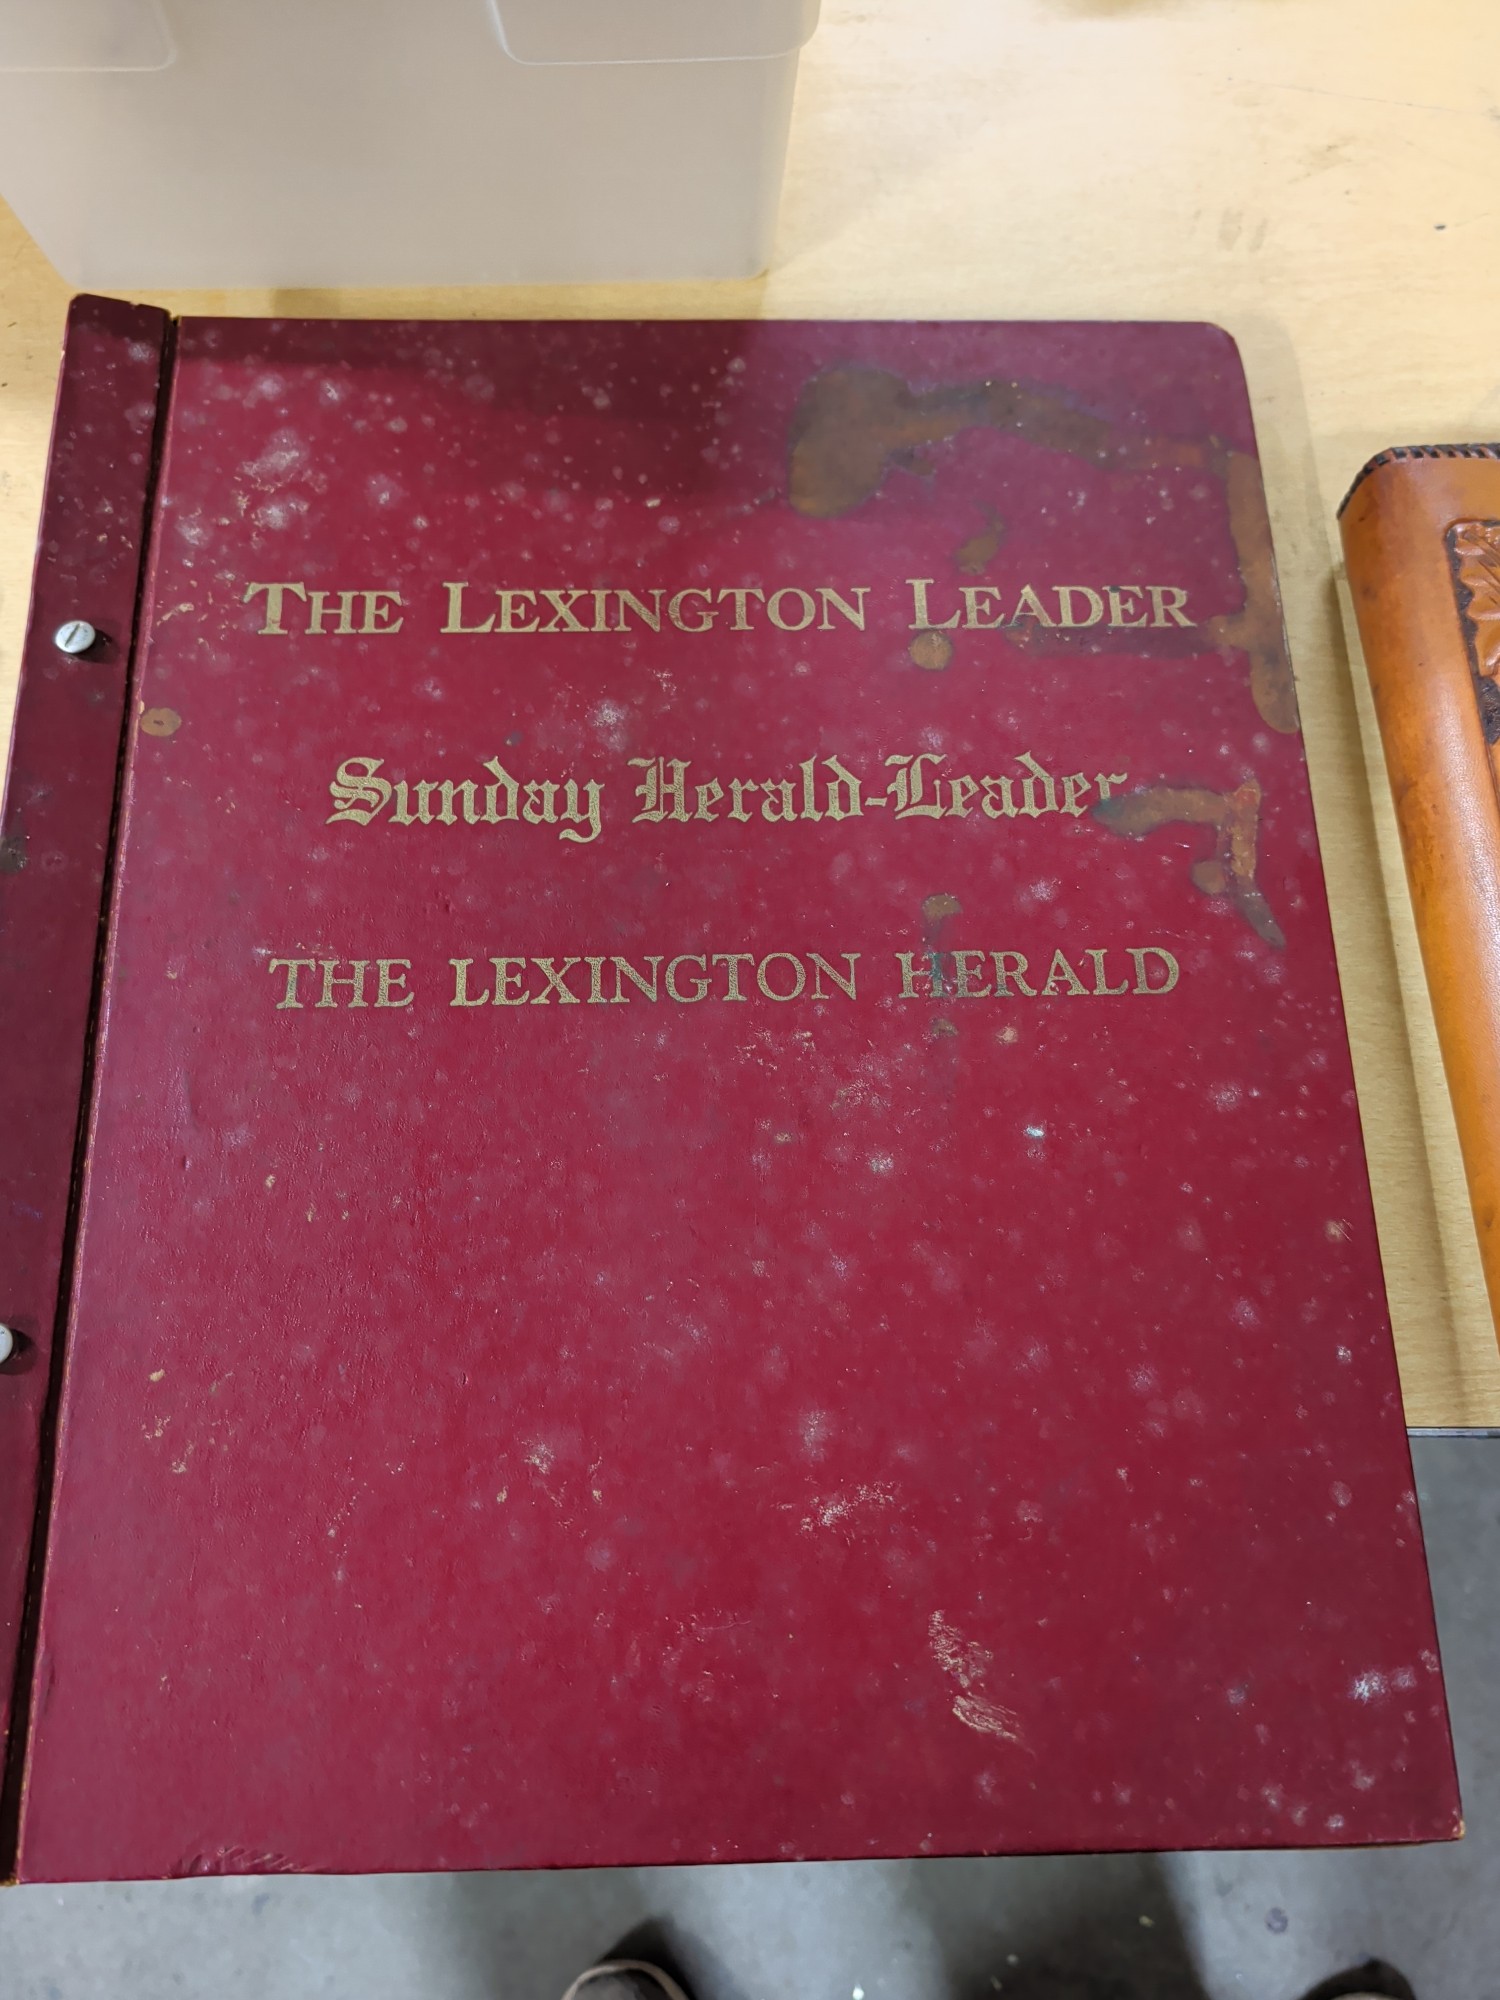 THE LEXINGTON LEADER
Sunday Herald-Leader
THE LEXINGTON HERALD